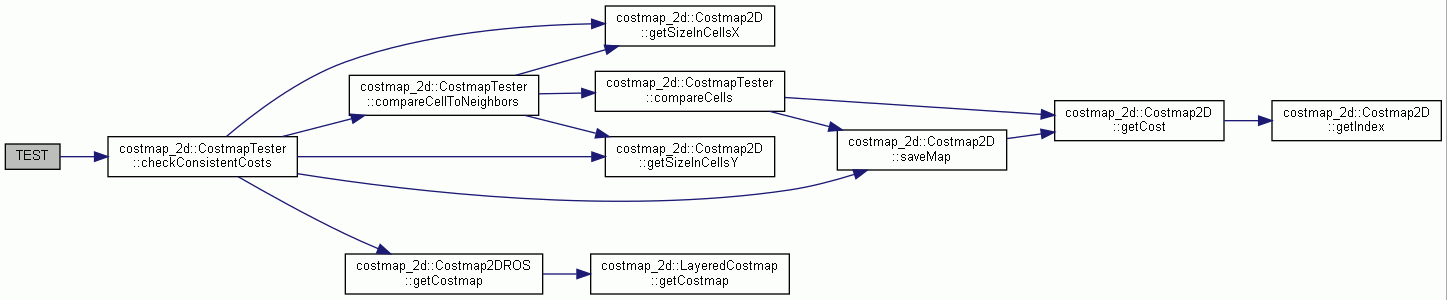 TEST
costmap_2d::CostmapTester
::checkConsistentCosts
costmap_2d::CostmapTester
::compareCellToNeighbors
costmap_2d::Costmap2DROS
::getCostmap
costmap_2d::Costmap2D
::getSizeInCellsX
costmap_2d::CostmapTester
::compareCells
costmap_2d::Costmap2D
::getSizeInCellsY
costmap_2d::LayeredCostmap
::getCostmap
costmap_2d::Costmap2D
::saveMap
costmap_2d::Costmap2D
::getCost
costmap_2d::Costmap2D
::getIndex